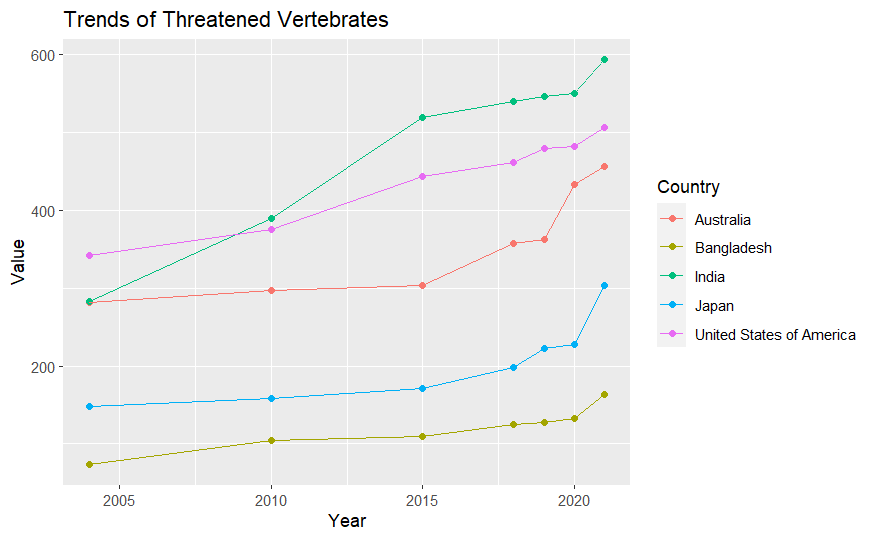 Trends of Threatened Vertebrates
600
400
200
Value
2005 2010 2015 2020
Year
Country
Australia
Bangladesh
India
Japan
United States of America